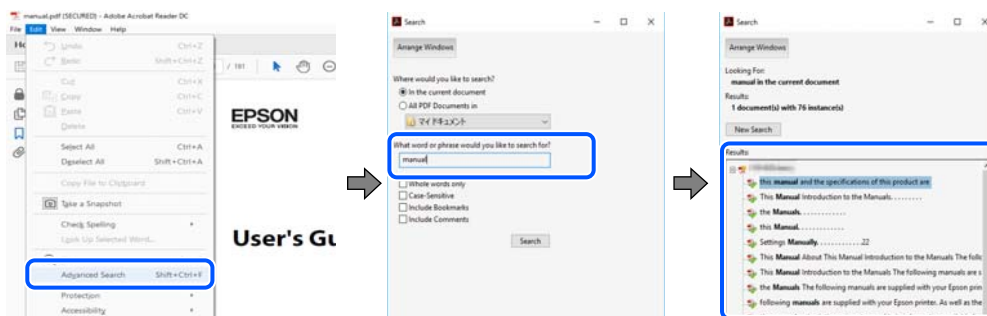 manual.pdf (SECURED) - Adobe Acrobat Reader DC
File Edit View Window Help
Undo Ctrl+Z
Redo Shift+Ctrl+Z
Cut Ctrl+X
Copy Ctrl+C
Paste Ctrl+V
Delete
Select All Ctrl+A
Deselect All Shift+Ctrl+A
Copy File to Clipboard
Take a Snapshot
Check Spelling
Look Up Selected Word...
Advanced Search Shift+Ctrl+F
Protection
Accessibility
/ 191
EPSON
EXCEED YOUR VISION
User's Gu
Search
Arrange Windows
Where would you like to search?
In the current document
All PDF Documents in
マイ ドキュメント
What word or phrase would you like to search for?
manual
Whole words only
Case-Sensitive
Include Bookmarks
Include Comments
Search
Search
Arrange Windows
Looking For:
manual in the current document
Results:
1 document(s) with 76 instance(s)
New Search
Results:
this manual and the specifications of this product are
This Manual Introduction to the Manuals. . . . . . . . .
the Manuals. . . . . . . . . . . . .
this Manual. . . . . . . . . . . . .
Settings Manually. . . . . . . . . . . . .22
This Manual About This Manual Introduction to the Manuals The follo
This Manual Introduction to the Manuals The following manuals are s
the Manuals The following manuals are supplied with your Epson prin
following manuals are supplied with your Epson printer. As well as the